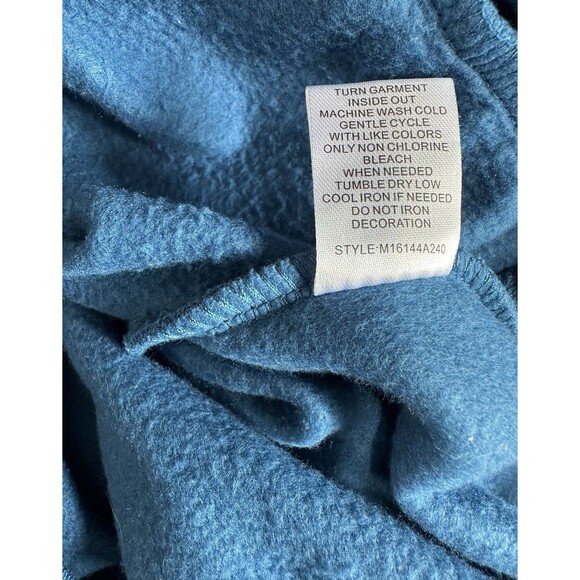 TURN GARMENT
INSIDE OUT
MACHINE WASH COLD
GENTLE CYCLE
WITH LIKE COLORS
ONLY NON CHLORINE
BLEACH
WHEN NEEDED
TUMBLE DRY LOW
COOL IRON IF NEEDED
DO NOT IRON
DECORATION
STYLE·M16144A240